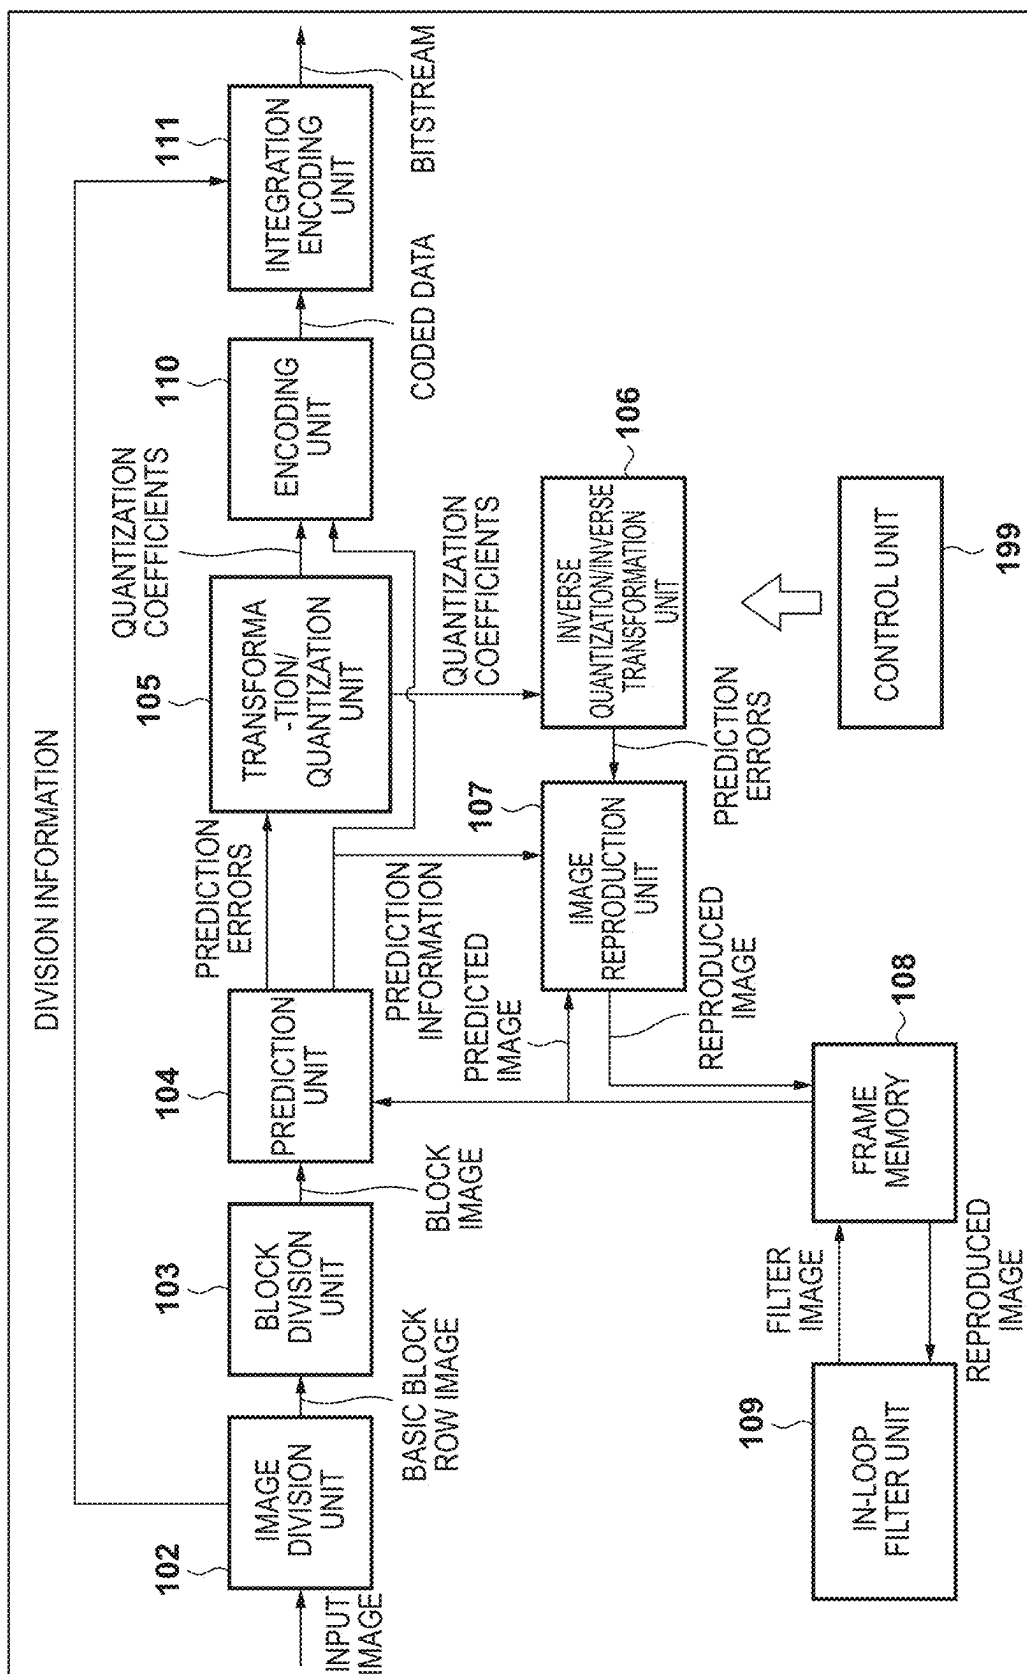 DIVISION INFORMATION
102
IMAGE
DIVISION
UNIT
INPUT
IMAGE
BASIC BLOCK
ROW IMAGE
103
BLOCK
DIVISION
UNIT
BLOCK
IMAGE
104
PREDICTION
UNIT
PREDICTION
ERRORS
PREDICTION
INFORMATION
105
TRANSFORMA
-TION/
QUANTIZATION
UNIT
QUANTIZATION
COEFFICIENTS
110
ENCODING
UNIT
CODED DATA
111
INTEGRATION
ENCODING
UNIT
BITSTREAM
QUANTIZATION
COEFFICIENTS
106
INVERSE
QUANTIZATION/INVERSE
TRANSFORMATION
UNIT
PREDICTION
ERRORS
107
IMAGE
REPRODUCTION
UNIT
PREDICTED
IMAGE
REPRODUCED
IMAGE
108
FRAME
MEMORY
FILTER
IMAGE
REPRODUCED
IMAGE
109
IN-LOOP
FILTER UNIT
CONTROL UNIT
199